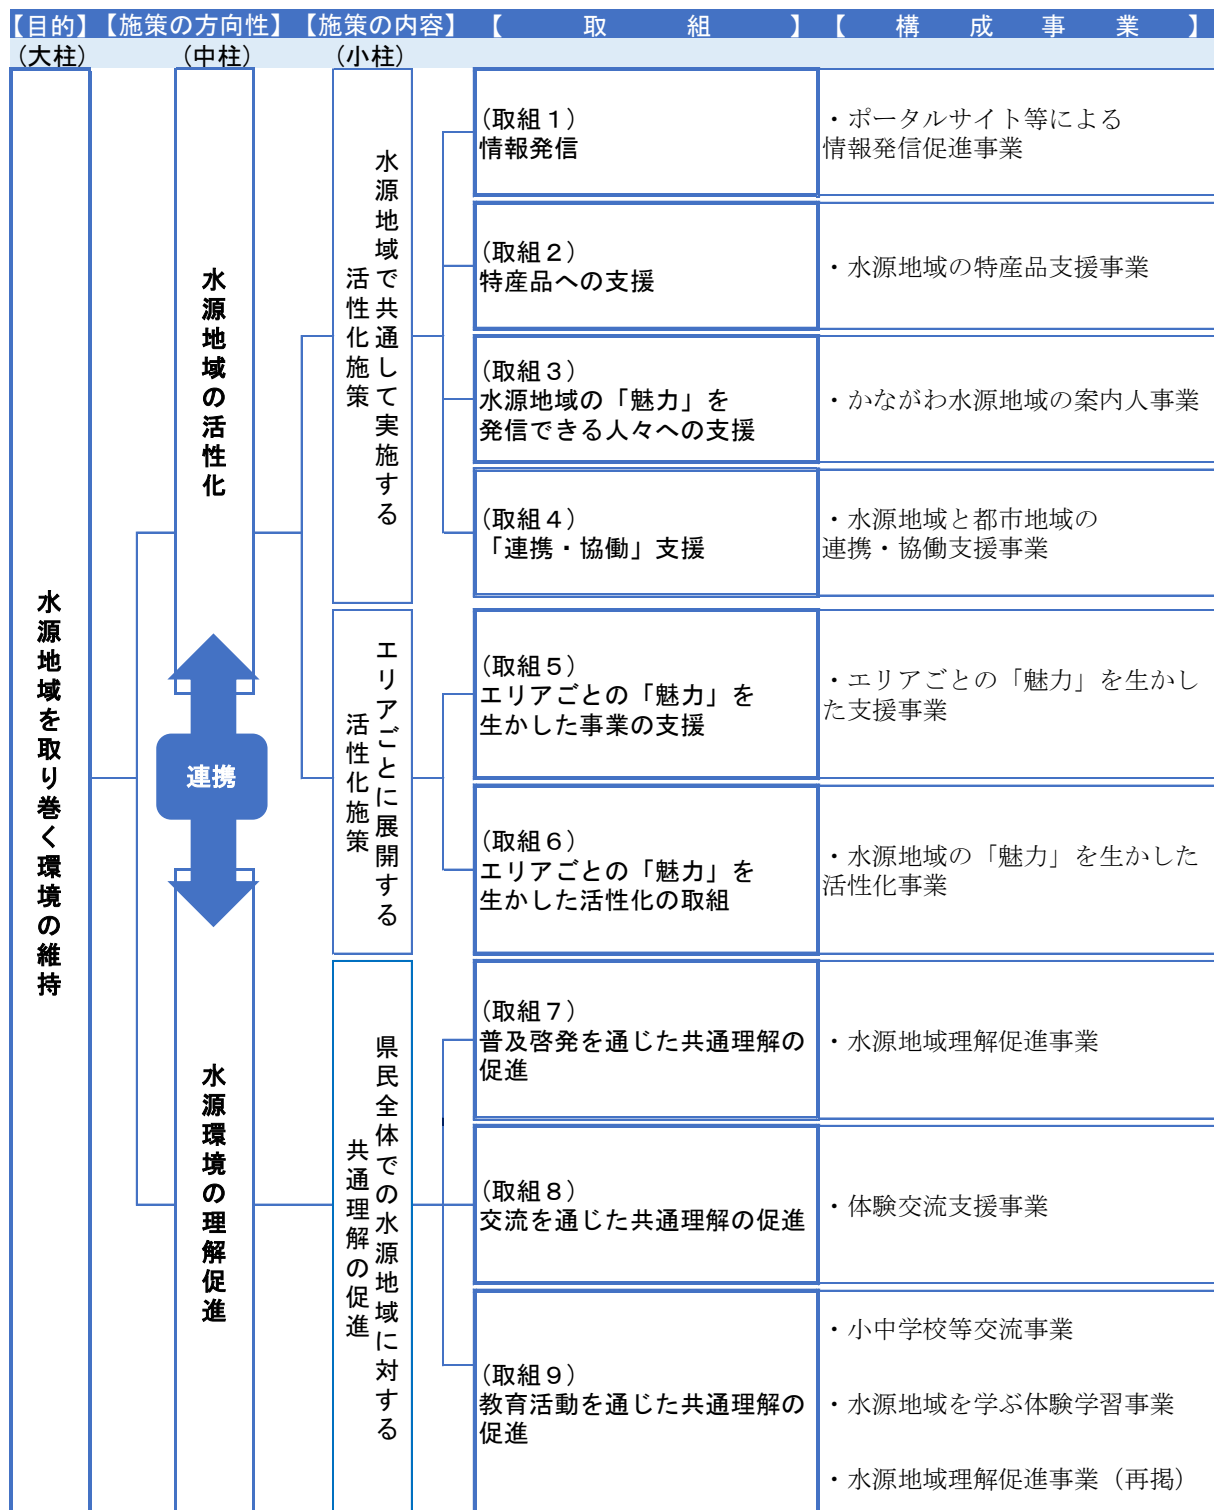 【目的】【施策の方向性】【施策の内容】【取組】【構成事業】
(大柱) (中柱) (小柱)
水源地域を取り巻く環境の維持
水源地域の活性化
連携
水源環境の理解促進
水源地域で共通して実施する
活性化施策
(取組１)
情報発信
・ポータルサイト等による
情報発信促進事業
(取組２)
特産品への支援
・水源地域の特産品支援事業
(取組３)
水源地域の「魅力」を
発信できる人々への支援
・かながわ水源地域の案内人事業
(取組４)
「連携・協働」支援
・水源地域と都市地域の
連携・協働支援事業
エリアごとに展開する
活性化施策
(取組５)
エリアごとの「魅力」を
生かした事業の支援
・エリアごとの「魅力」を生かし
た支援事業
(取組６)
エリアごとの「魅力」を
生かした活性化の取組
・水源地域の「魅力」を生かした
活性化事業
県民全体での水源地域に対する
共通理解の促進
(取組７)
普及啓発を通じた共通理解の
促進
・水源地域理解促進事業
(取組８)
交流を通じた共通理解の促進
・体験交流支援事業
(取組９)
教育活動を通じた共通理解の
促進
・小中学校等交流事業
・水源地域を学ぶ体験学習事業
・水源地域理解促進事業（再掲）